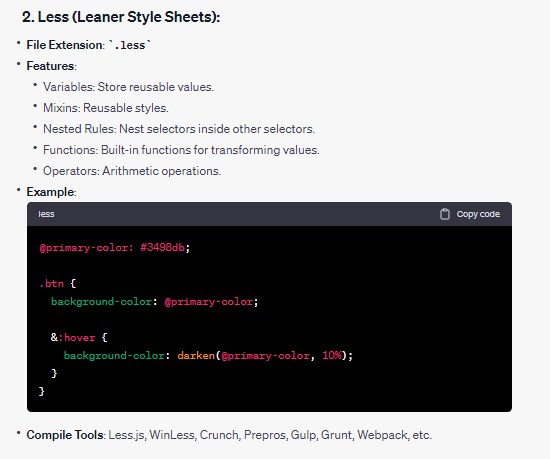 2. Less (Leaner Style Sheets):
• File Extension: `.less`
• Features:
• Variables: Store reusable values.
• Mixins: Reusable styles.
• Nested Rules: Nest selectors inside other selectors.
• Functions: Built-in functions for transforming values.
• Operators: Arithmetic operations.
• Example:
less Copy code
@primary-color: #3498db;
.btn {
background-color: @primary-color;
&:hover {
background-color: darken(@primary-color, 10%);
}
}
• Compile Tools: Less.js, WinLess, Crunch, Prepros, Gulp, Grunt, Webpack, etc.